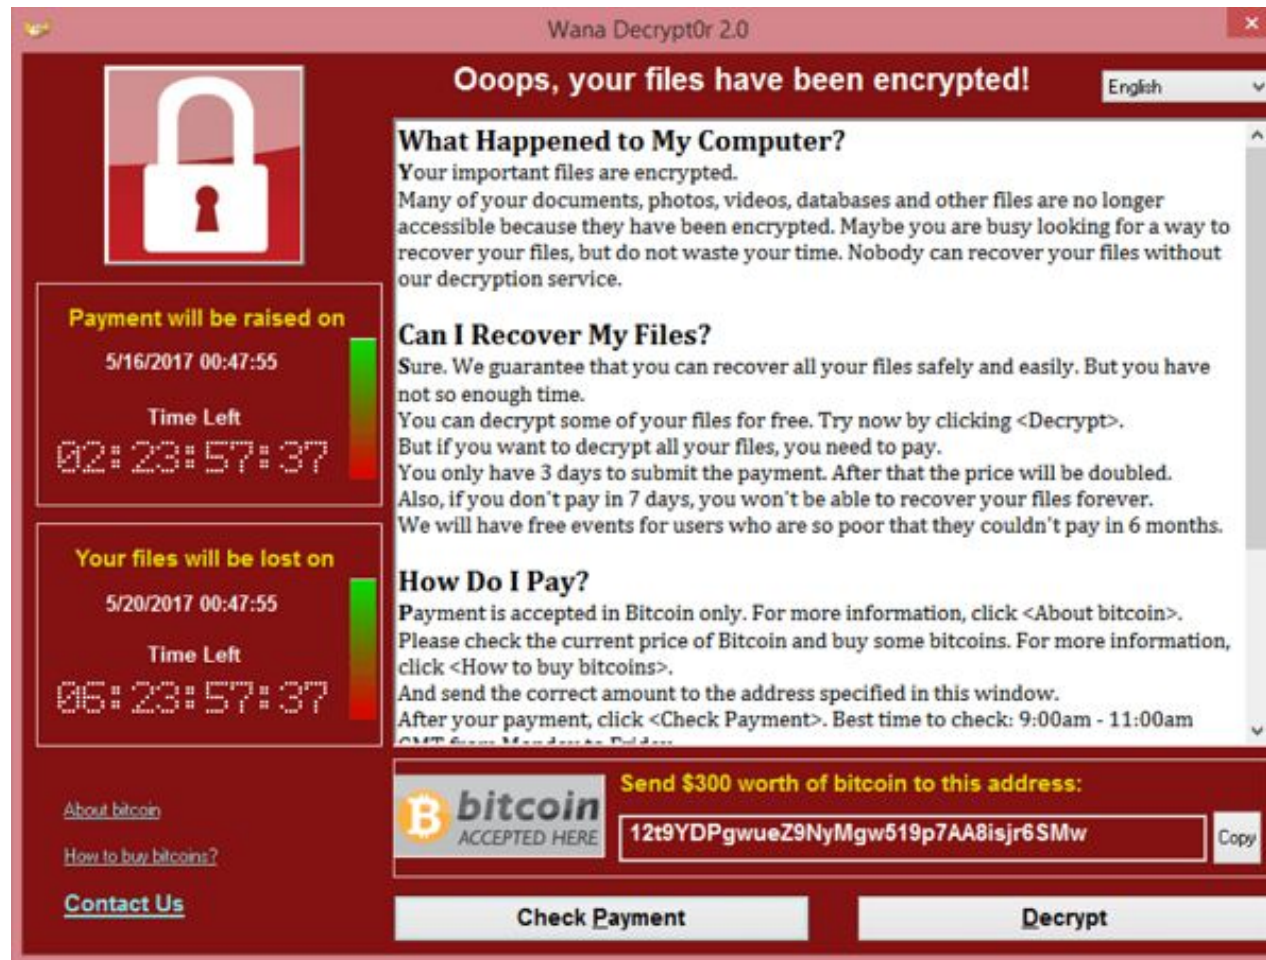 Wana Decrypt0r 2.0
Ooops, your files have been encrypted!
English
Payment will be raised on
5/16/2017 00:47:55
Time Left
02:23:57:37
Your files will be lost on
5/20/2017 00:47:55
Time Left
06:23:57:37
About bitcoin
How to buy bitcoins?
Contact Us
What Happened to My Computer?
Your important files are encrypted.
Many of your documents, photos, videos, databases and other files are no longer
accessible because they have been encrypted. Maybe you are busy looking for a way to
recover your files, but do not waste your time. Nobody can recover your files without
our decryption service.
Can I Recover My Files?
Sure. We guarantee that you can recover all your files safely and easily. But you have
not so enough time.
You can decrypt some of your files for free. Try now by clicking <Decrypt>.
But if you want to decrypt all your files, you need to pay.
You only have 3 days to submit the payment. After that the price will be doubled.
Also, if you don't pay in 7 days, you won't be able to recover your files forever.
We will have free events for users who are so poor that they couldn't pay in 6 months.
How Do I Pay?
Payment is accepted in Bitcoin only. For more information, click <About bitcoin>.
Please check the current price of Bitcoin and buy some bitcoins. For more information,
click <How to buy bitcoins>.
And send the correct amount to the address specified in this window.
After your payment, click <Check Payment>. Best time to check: 9:00am - 11:00am
GMT from Monday to Friday
bitcoin
ACCEPTED HERE
Send $300 worth of bitcoin to this address:
12t9YDPgwueZ9NyMgw519p7AA8isjr6SMw
Copy
Check Payment
Decrypt